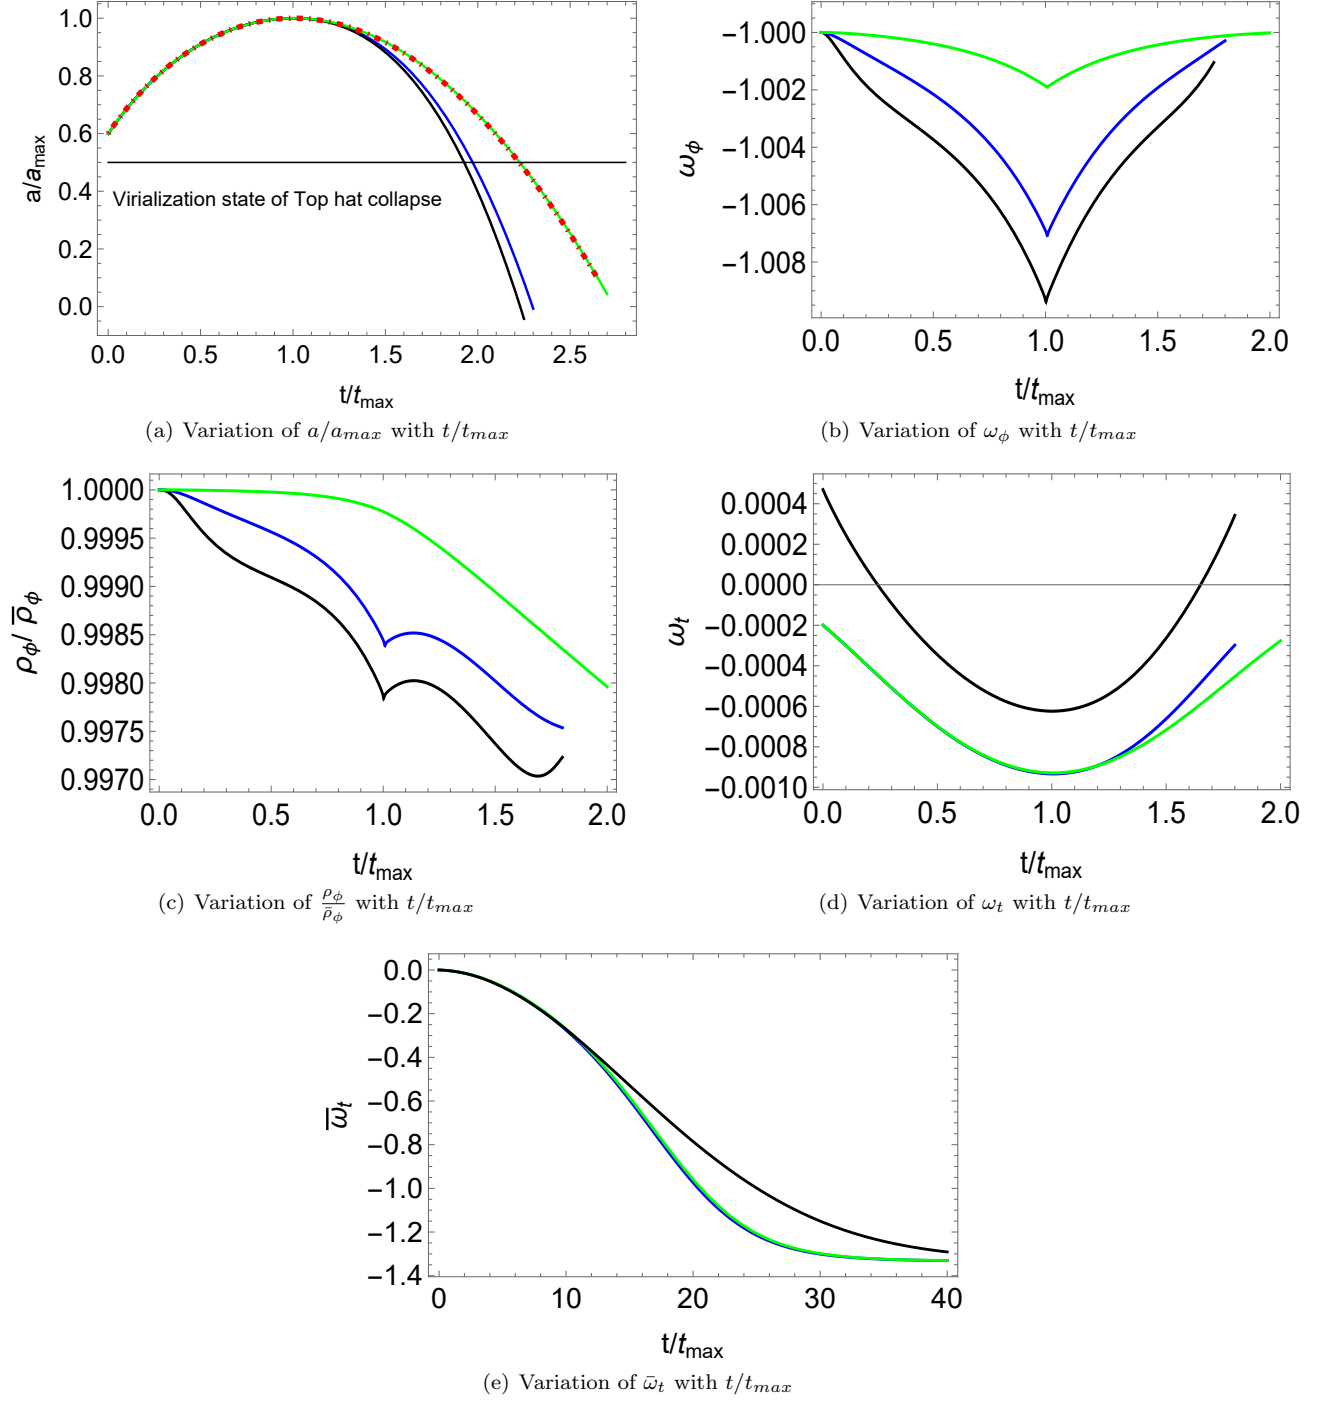 1.0
0.8
0.6
0.4
0.2
0.0
a/a_max
Virialization state of Top hat collapse
0.0 0.5 1.0 1.5 2.0 2.5
t/t_max
(a) Variation of a/a_max with t/t_max
−1.000
−1.002
−1.004
−1.006
−1.008
ω_ϕ
0.0 0.5 1.0 1.5 2.0
t/t_max
(b) Variation of ω_ϕ with t/t_max
1.0000
0.9995
0.9990
0.9985
0.9980
0.9975
0.9970
ρ_ϕ/ ρ̄_ϕ
0.0 0.5 1.0 1.5 2.0
t/t_max
(c) Variation of ρ_ϕ/ρ̄_ϕ with t/t_max
0.0004
0.0002
0.0000
−0.0002
−0.0004
−0.0006
−0.0008
−0.0010
ω_t
0.0 0.5 1.0 1.5 2.0
t/t_max
(d) Variation of ω_t with t/t_max
0.0
−0.2
−0.4
−0.6
−0.8
−1.0
−1.2
−1.4
ω̄_t
0 10 20 30 40
t/t_max
(e) Variation of ω̄_t with t/t_max